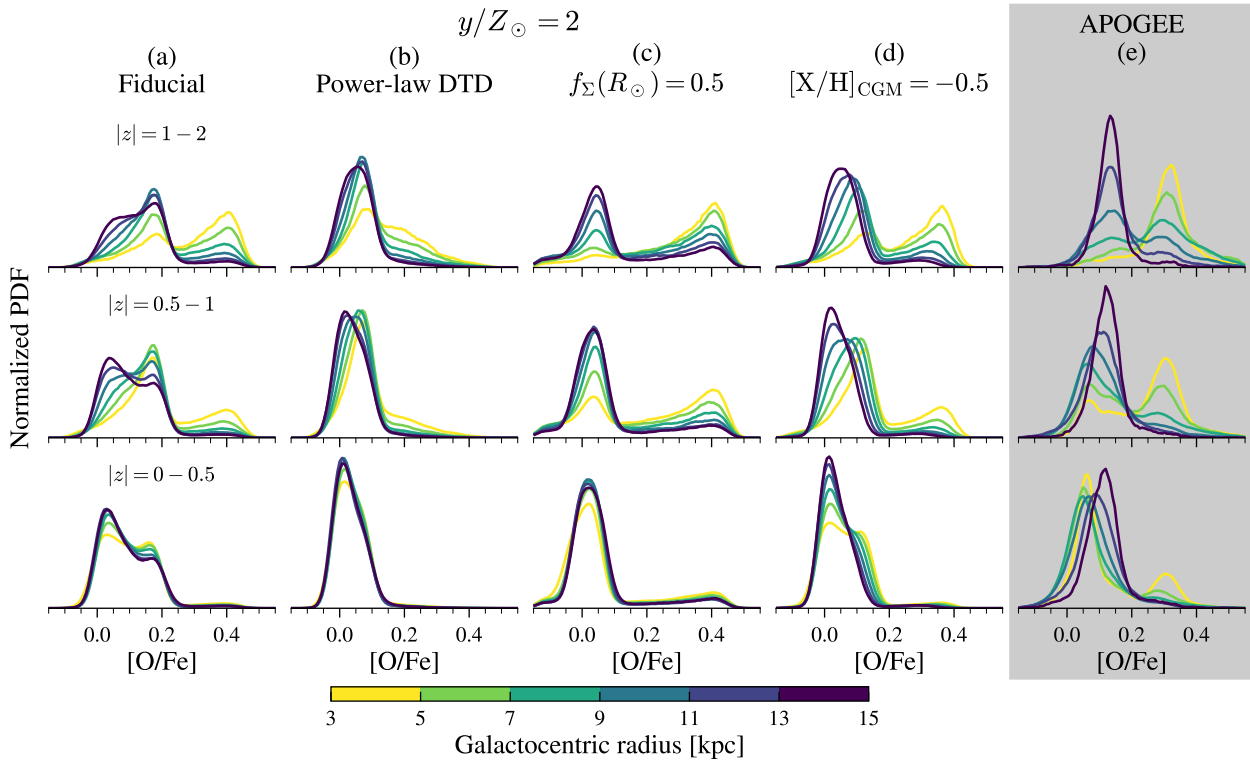 y/Z⊙ = 2
(a)
Fiducial
(b)
Power-law DTD
(c)
fΣ(R⊙) = 0.5
(d)
[X/H]CGM = −0.5
APOGEE
(e)
|z| = 1 − 2
|z| = 0.5 − 1
|z| = 0 − 0.5
Normalized PDF
0.0 0.2 0.4
0.0 0.2 0.4
0.0 0.2 0.4
0.0 0.2 0.4
0.0 0.2 0.4
[O/Fe]
[O/Fe]
[O/Fe]
[O/Fe]
[O/Fe]
3 5 7 9 11 13 15
Galactocentric radius [kpc]